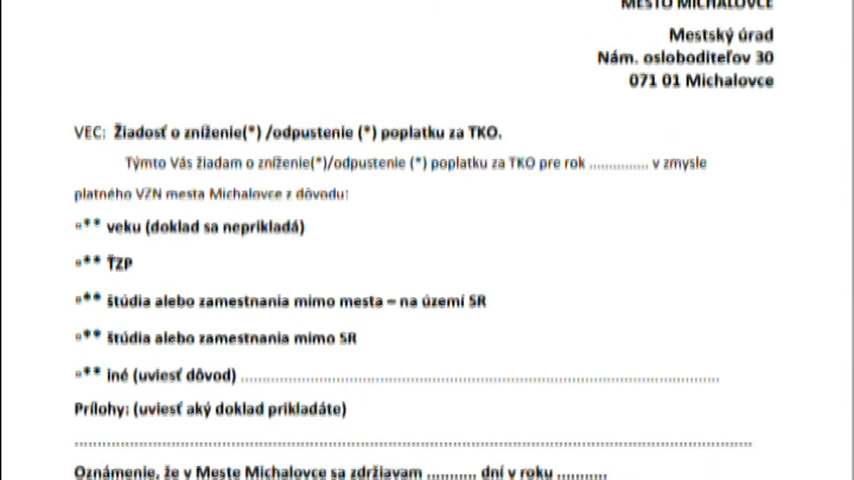 MESTO MICHALOVCE
Mestský úrad
Nám. osloboditeľov 30
071 01 Michalovce
VEC: Žiadosť o zníženie(*) /odpustenie (*) poplatku za TKO.
Týmto Vás žiadam o zníženie(*)/odpustenie (*) poplatku za TKO pre rok ............... v zmysle
platného VZN mesta Michalovce z dôvodu:
¤** veku (doklad sa neprikladá)
¤** ŤZP
¤** štúdia alebo zamestnania mimo mesta – na území SR
¤** štúdia alebo zamestnania mimo SR
¤** iné (uviesť dôvod) ........................................................................................................................
Prílohy: (uviesť aký doklad prikladáte)
..........................................................................................................................................................................
Oznámenie, že v Meste Michalovce sa zdržiavam ............ dní v roku ............